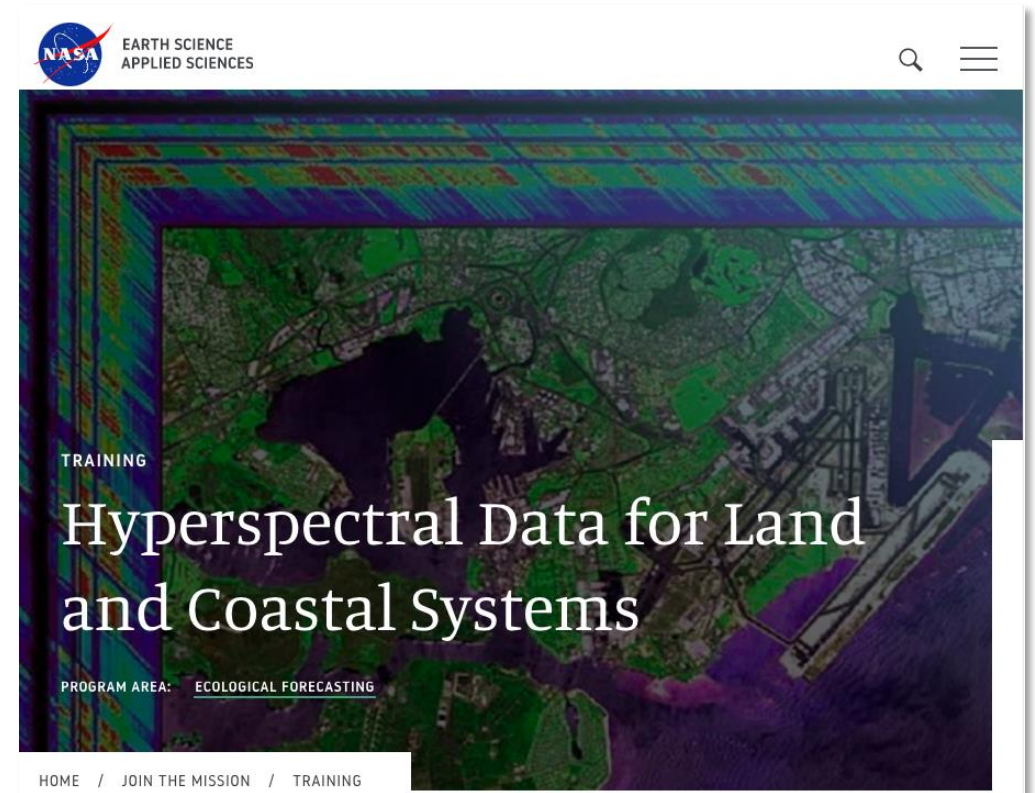 NASA
EARTH SCIENCE
APPLIED SCIENCES
TRAINING
Hyperspectral Data for Land
and Coastal Systems
PROGRAM AREA: ECOLOGICAL FORECASTING
HOME / JOIN THE MISSION / TRAINING